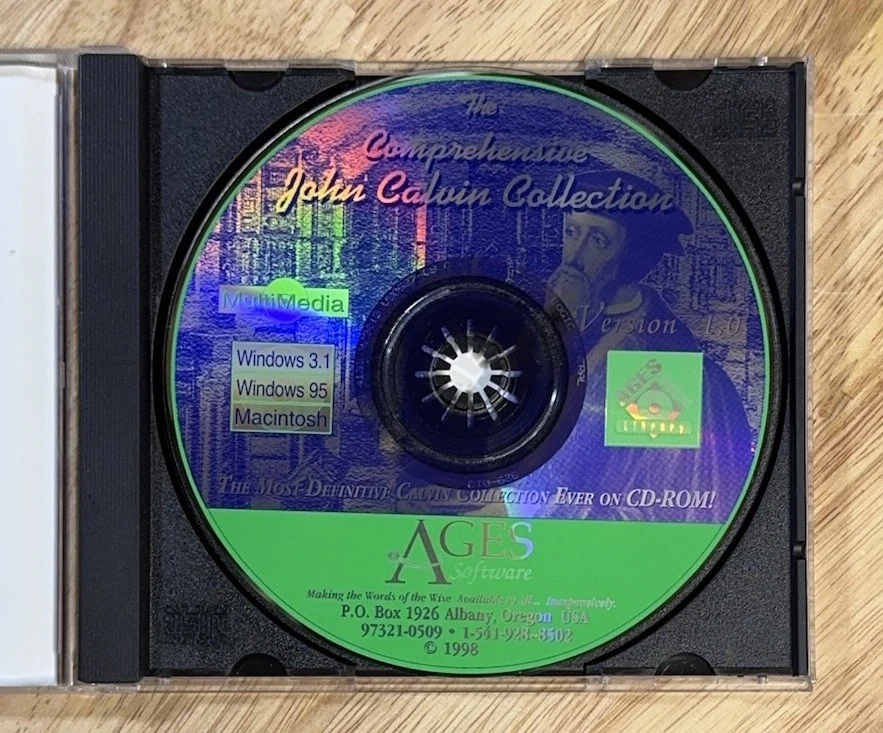 The
Comprehensive
John Calvin Collection
MultiMedia
Version 1.0
Windows 3.1
Windows 95
Macintosh
AGES
Library
THE MOST DEFINITIVE CALVIN COLLECTION EVER ON CD-ROM!
AGES
Software
Making the Words of the Wise Available to All... Inexpensively.
P.O. Box 1926 Albany, Oregon USA
97321-0509 • 1-541-928-8502
© 1998